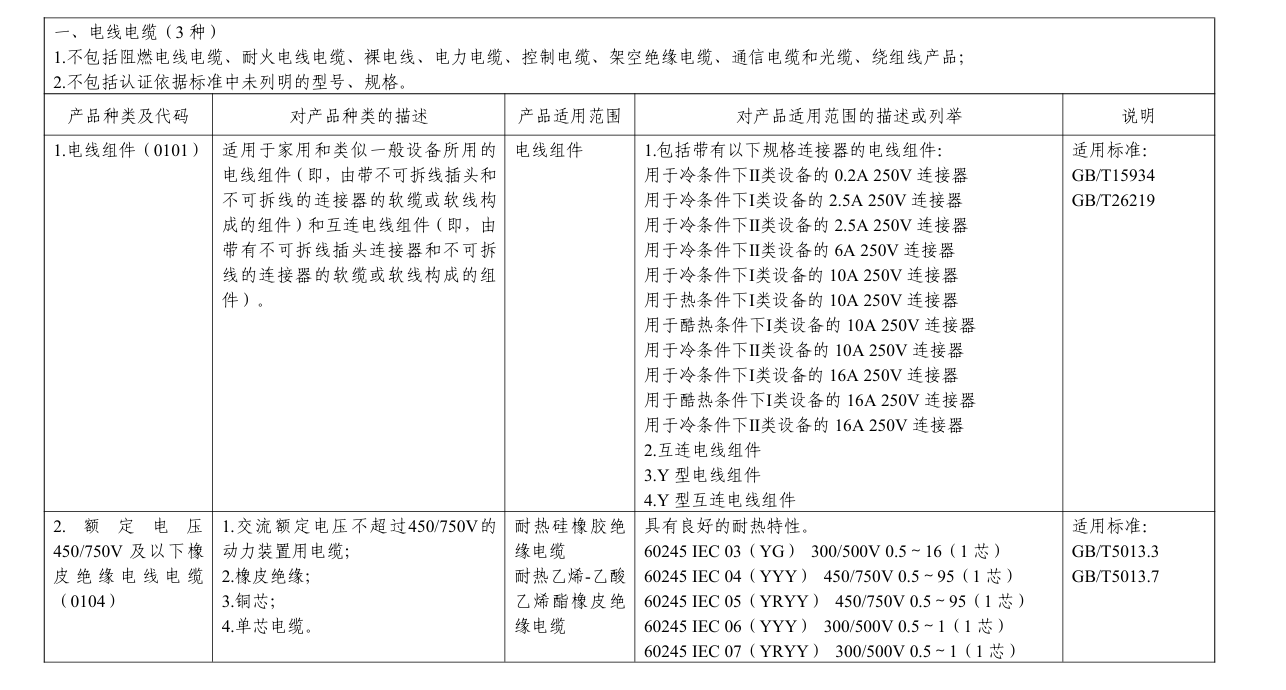 一、电线电缆（3 种）
1.不包括阻燃电线电缆、耐火电线电缆、裸电线、电力电缆、控制电缆、架空绝缘电缆、通信电缆和光缆、绕组线产品；
2.不包括认证依据标准中未列明的型号、规格。
产品种类及代码
对产品种类的描述
产品适用范围
对产品适用范围的描述或列举
说明
1.电线组件（0101）
适用于家用和类似一般设备所用的
电线组件（即，由带不可拆线插头和
不可拆线的连接器的软缆或软线构
成的组件）和互连电线组件（即，由
带有不可拆线插头连接器和不可拆
线的连接器的软缆或软线构成的组
件）。
电线组件
1.包括带有以下规格连接器的电线组件：
用于冷条件下II类设备的 0.2A 250V 连接器
用于冷条件下I类设备的 2.5A 250V 连接器
用于冷条件下II类设备的 2.5A 250V 连接器
用于冷条件下II类设备的 6A 250V 连接器
用于冷条件下I类设备的 10A 250V 连接器
用于热条件下I类设备的 10A 250V 连接器
用于酷热条件下I类设备的 10A 250V 连接器
用于冷条件下II类设备的 10A 250V 连接器
用于冷条件下I类设备的 16A 250V 连接器
用于酷热条件下I类设备的 16A 250V 连接器
用于冷条件下II类设备的 16A 250V 连接器
2.互连电线组件
3.Y 型电线组件
4.Y 型互连电线组件
适用标准：
GB/T15934
GB/T26219
2. 额定电压
450/750V 及以下橡
皮绝缘电线电缆
（0104）
1.交流额定电压不超过450/750V的
动力装置用电缆；
2.橡皮绝缘；
3.铜芯；
4.单芯电缆。
耐热硅橡胶绝
缘电缆
耐热乙烯-乙酸
乙烯酯橡皮绝
缘电缆
具有良好的耐热特性。
60245 IEC 03（YG） 300/500V 0.5～16（1 芯）
60245 IEC 04（YYY） 450/750V 0.5～95（1 芯）
60245 IEC 05（YRYY） 450/750V 0.5～95（1 芯）
60245 IEC 06（YYY） 300/500V 0.5～1（1 芯）
60245 IEC 07（YRYY） 300/500V 0.5～1（1 芯）
适用标准：
GB/T5013.3
GB/T5013.7